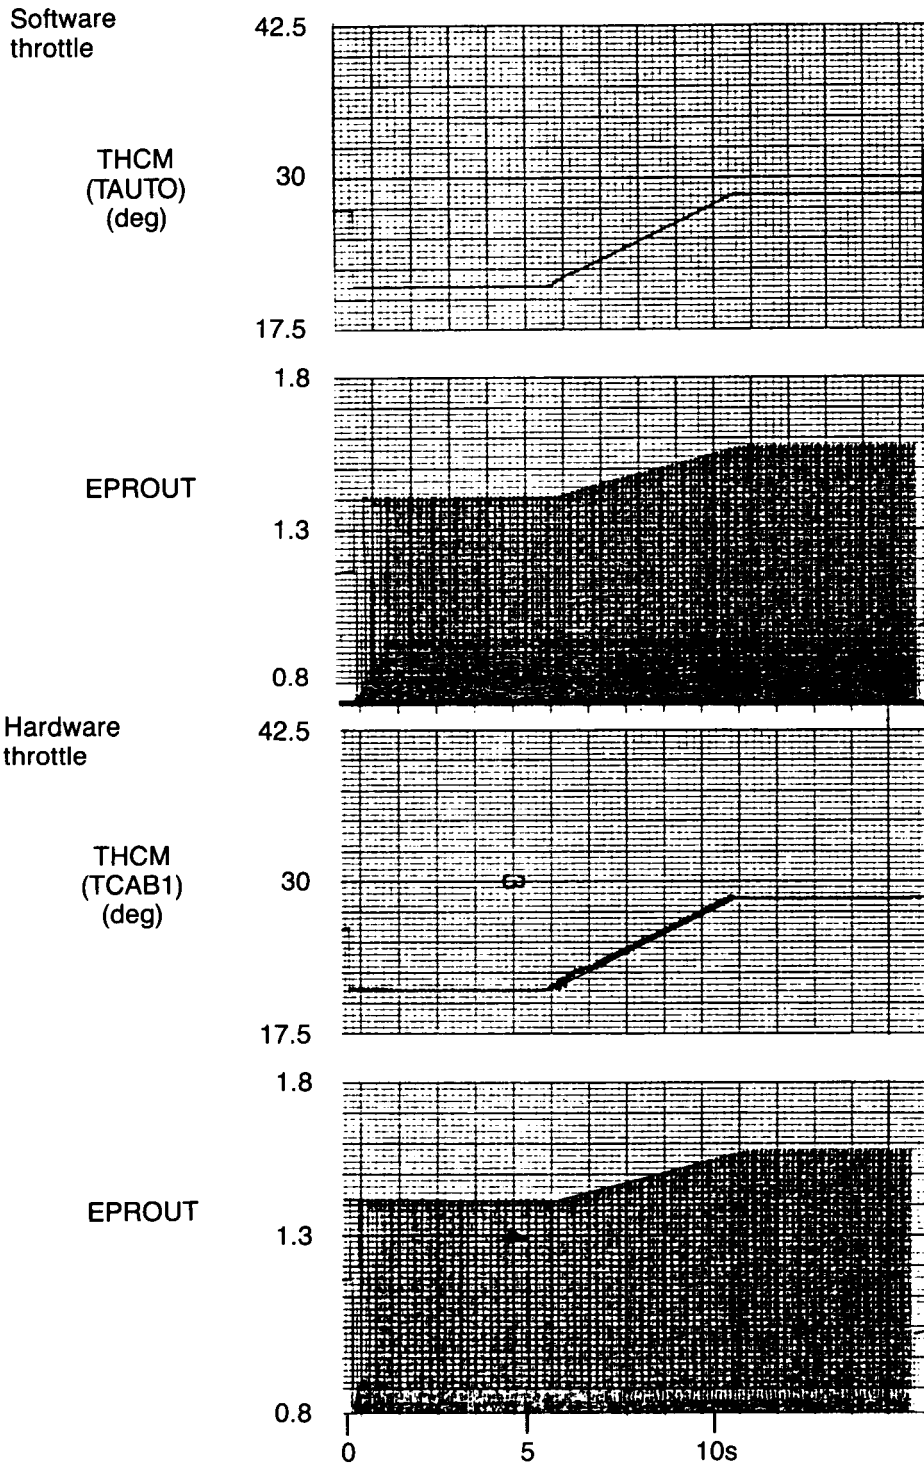 Software
throttle
42.5
THCM
(TAUTO)
(deg)
30
17.5
1.8
EPROUT
1.3
0.8
Hardware
throttle
42.5
THCM
(TCAB1)
(deg)
30
17.5
1.8
EPROUT
1.3
0.8
0
5
10s